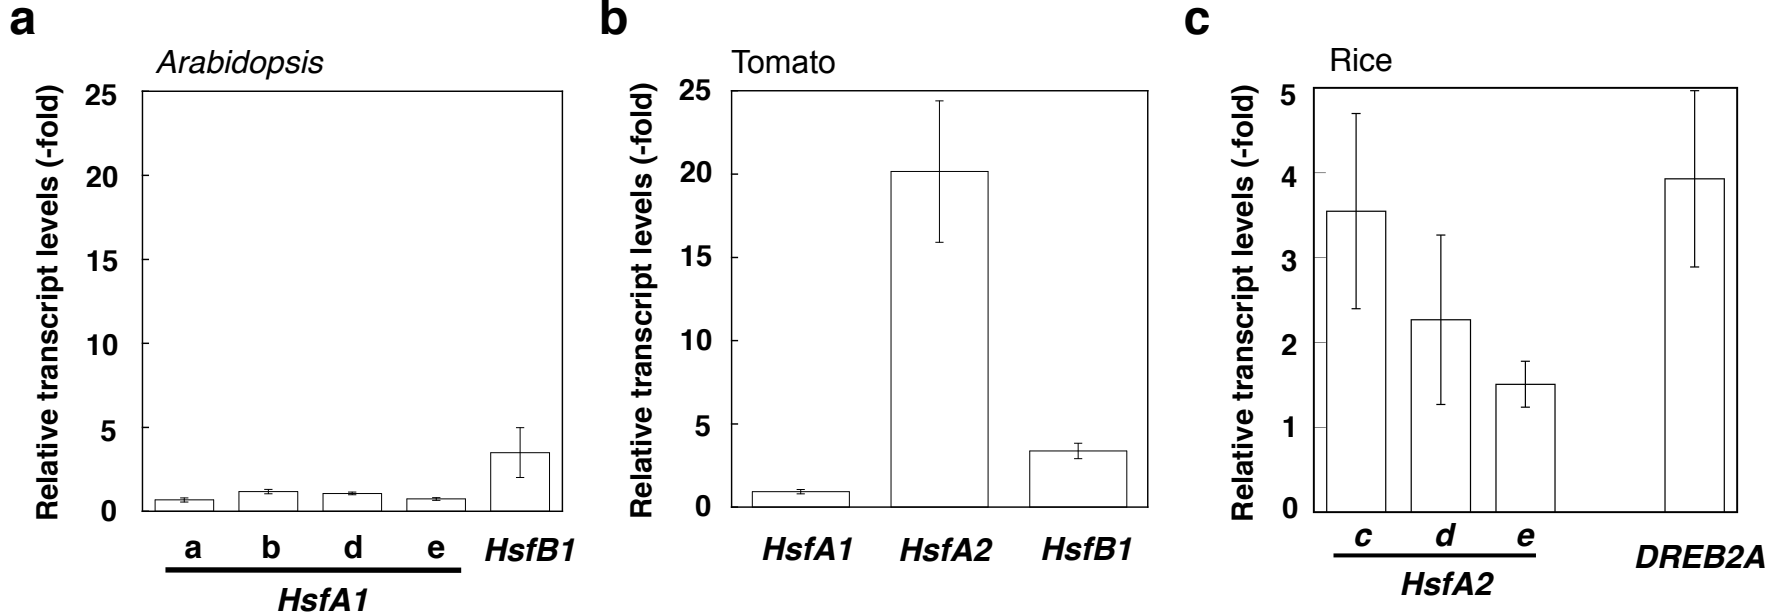 a
Arabidopsis
Relative transcript levels (-fold)
25
20
15
10
5
0
a b d e HsfB1
HsfA1
b
Tomato
Relative transcript levels (-fold)
25
20
15
10
5
0
HsfA1 HsfA2 HsfB1
c
Rice
Relative transcript levels (-fold)
5
4
3
2
1
0
c d e DREB2A
HsfA2